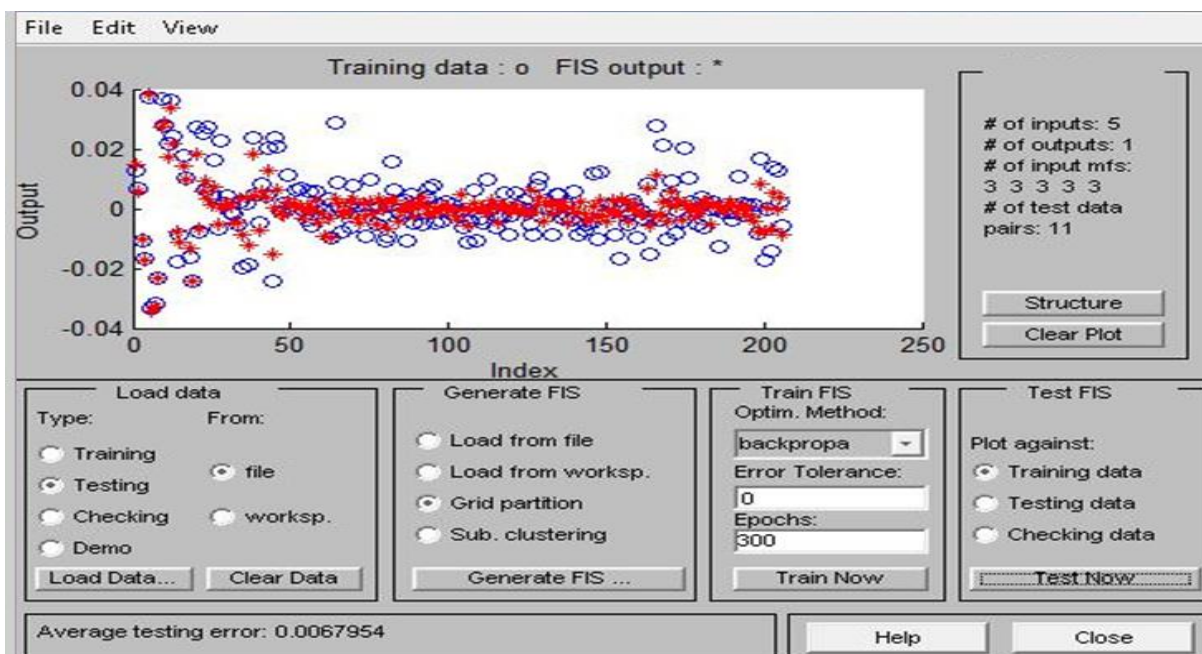 File Edit View
Training data : o FIS output : *
0.04
0.02
0
-0.02
-0.04
Output
0 50 100 150 200 250
Index
# of inputs: 5
# of outputs: 1
# of input mfs:
3 3 3 3 3
# of test data
pairs: 11
Structure
Clear Plot
Load data
Type: From:
Training
Testing
Checking
Demo
file
worksp.
Load Data...
Clear Data
Generate FIS
Load from file
Load from worksp.
Grid partition
Sub. clustering
Generate FIS ...
Train FIS
Optim. Method:
backpropa
Error Tolerance:
0
Epochs:
300
Train Now
Test FIS
Plot against:
Training data
Testing data
Checking data
Test Now
Average testing error: 0.0067954
Help
Close